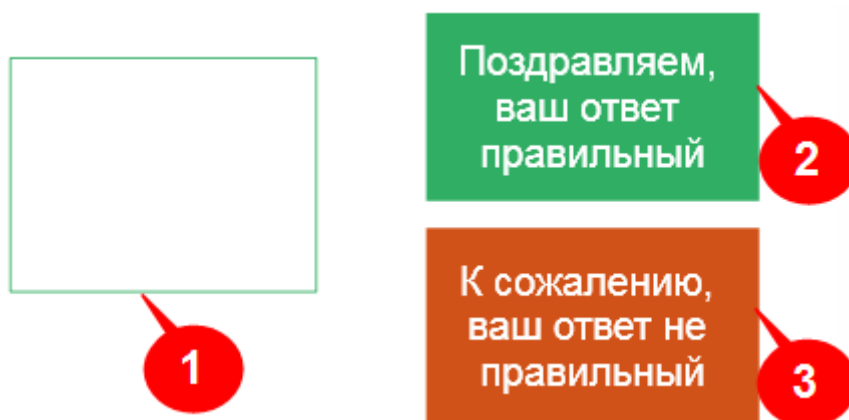 Поздравляем,
ваш ответ
правильный
2
К сожалению,
ваш ответ не
правильный
1
3